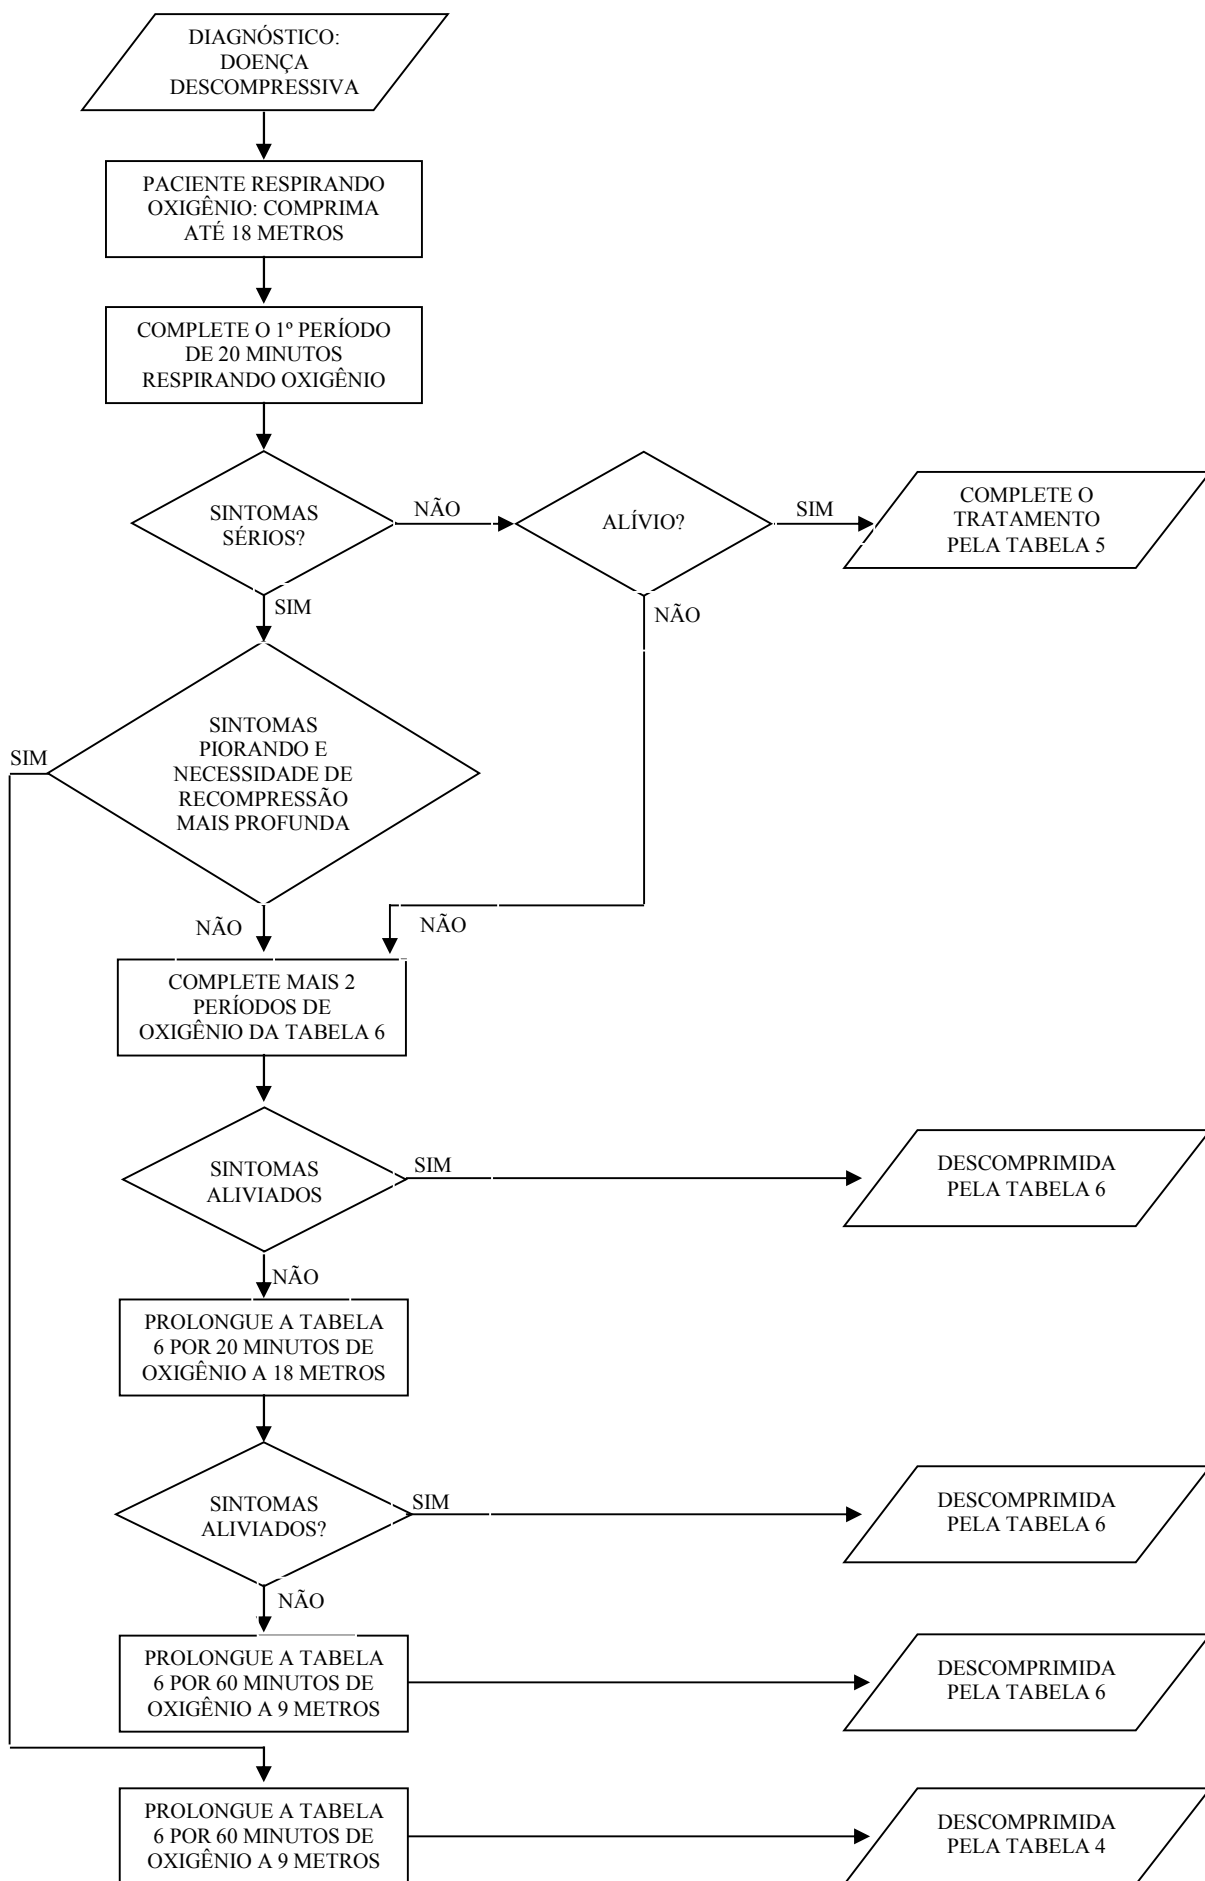 DIAGNÓSTICO:
DOENÇA
DESCOMPRESSIVA
PACIENTE RESPIRANDO
OXIGÊNIO: COMPRIMA
ATÉ 18 METROS
COMPLETE O 1º PERÍODO
DE 20 MINUTOS
RESPIRANDO OXIGÊNIO
SINTOMAS
SÉRIOS?
NÃO
ALÍVIO?
SIM
COMPLETE O
TRATAMENTO
PELA TABELA 5
SIM
NÃO
SINTOMAS
PIORANDO E
NECESSIDADE DE
RECOMPRESSÃO
MAIS PROFUNDA
SIM
NÃO
NÃO
COMPLETE MAIS 2
PERÍODOS DE
OXIGÊNIO DA TABELA 6
SINTOMAS
ALIVIADOS
SIM
DESCOMPRIMIDA
PELA TABELA 6
NÃO
PROLONGUE A TABELA
6 POR 20 MINUTOS DE
OXIGÊNIO A 18 METROS
SINTOMAS
ALIVIADOS?
SIM
DESCOMPRIMIDA
PELA TABELA 6
NÃO
PROLONGUE A TABELA
6 POR 60 MINUTOS DE
OXIGÊNIO A 9 METROS
DESCOMPRIMIDA
PELA TABELA 6
PROLONGUE A TABELA
6 POR 60 MINUTOS DE
OXIGÊNIO A 9 METROS
DESCOMPRIMIDA
PELA TABELA 4